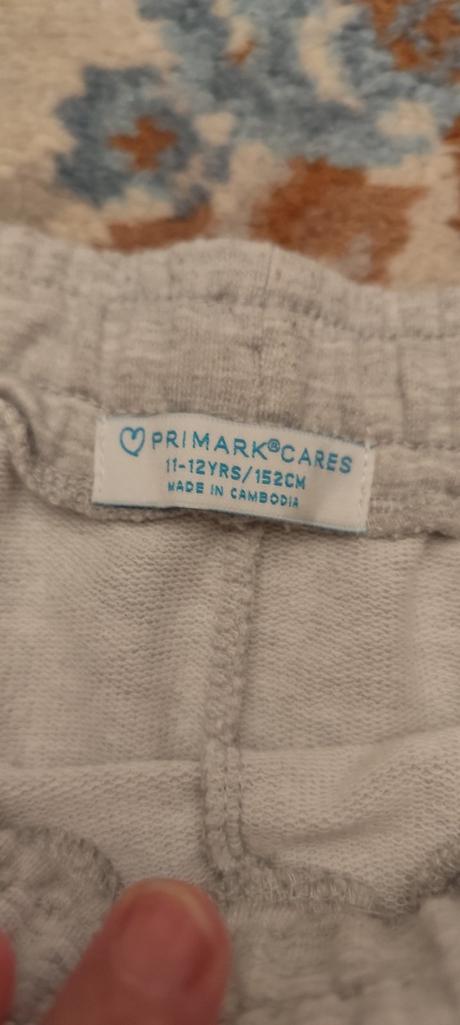 PRIMARK®CARES
11-12YRS/152CM
MADE IN CAMBODIA